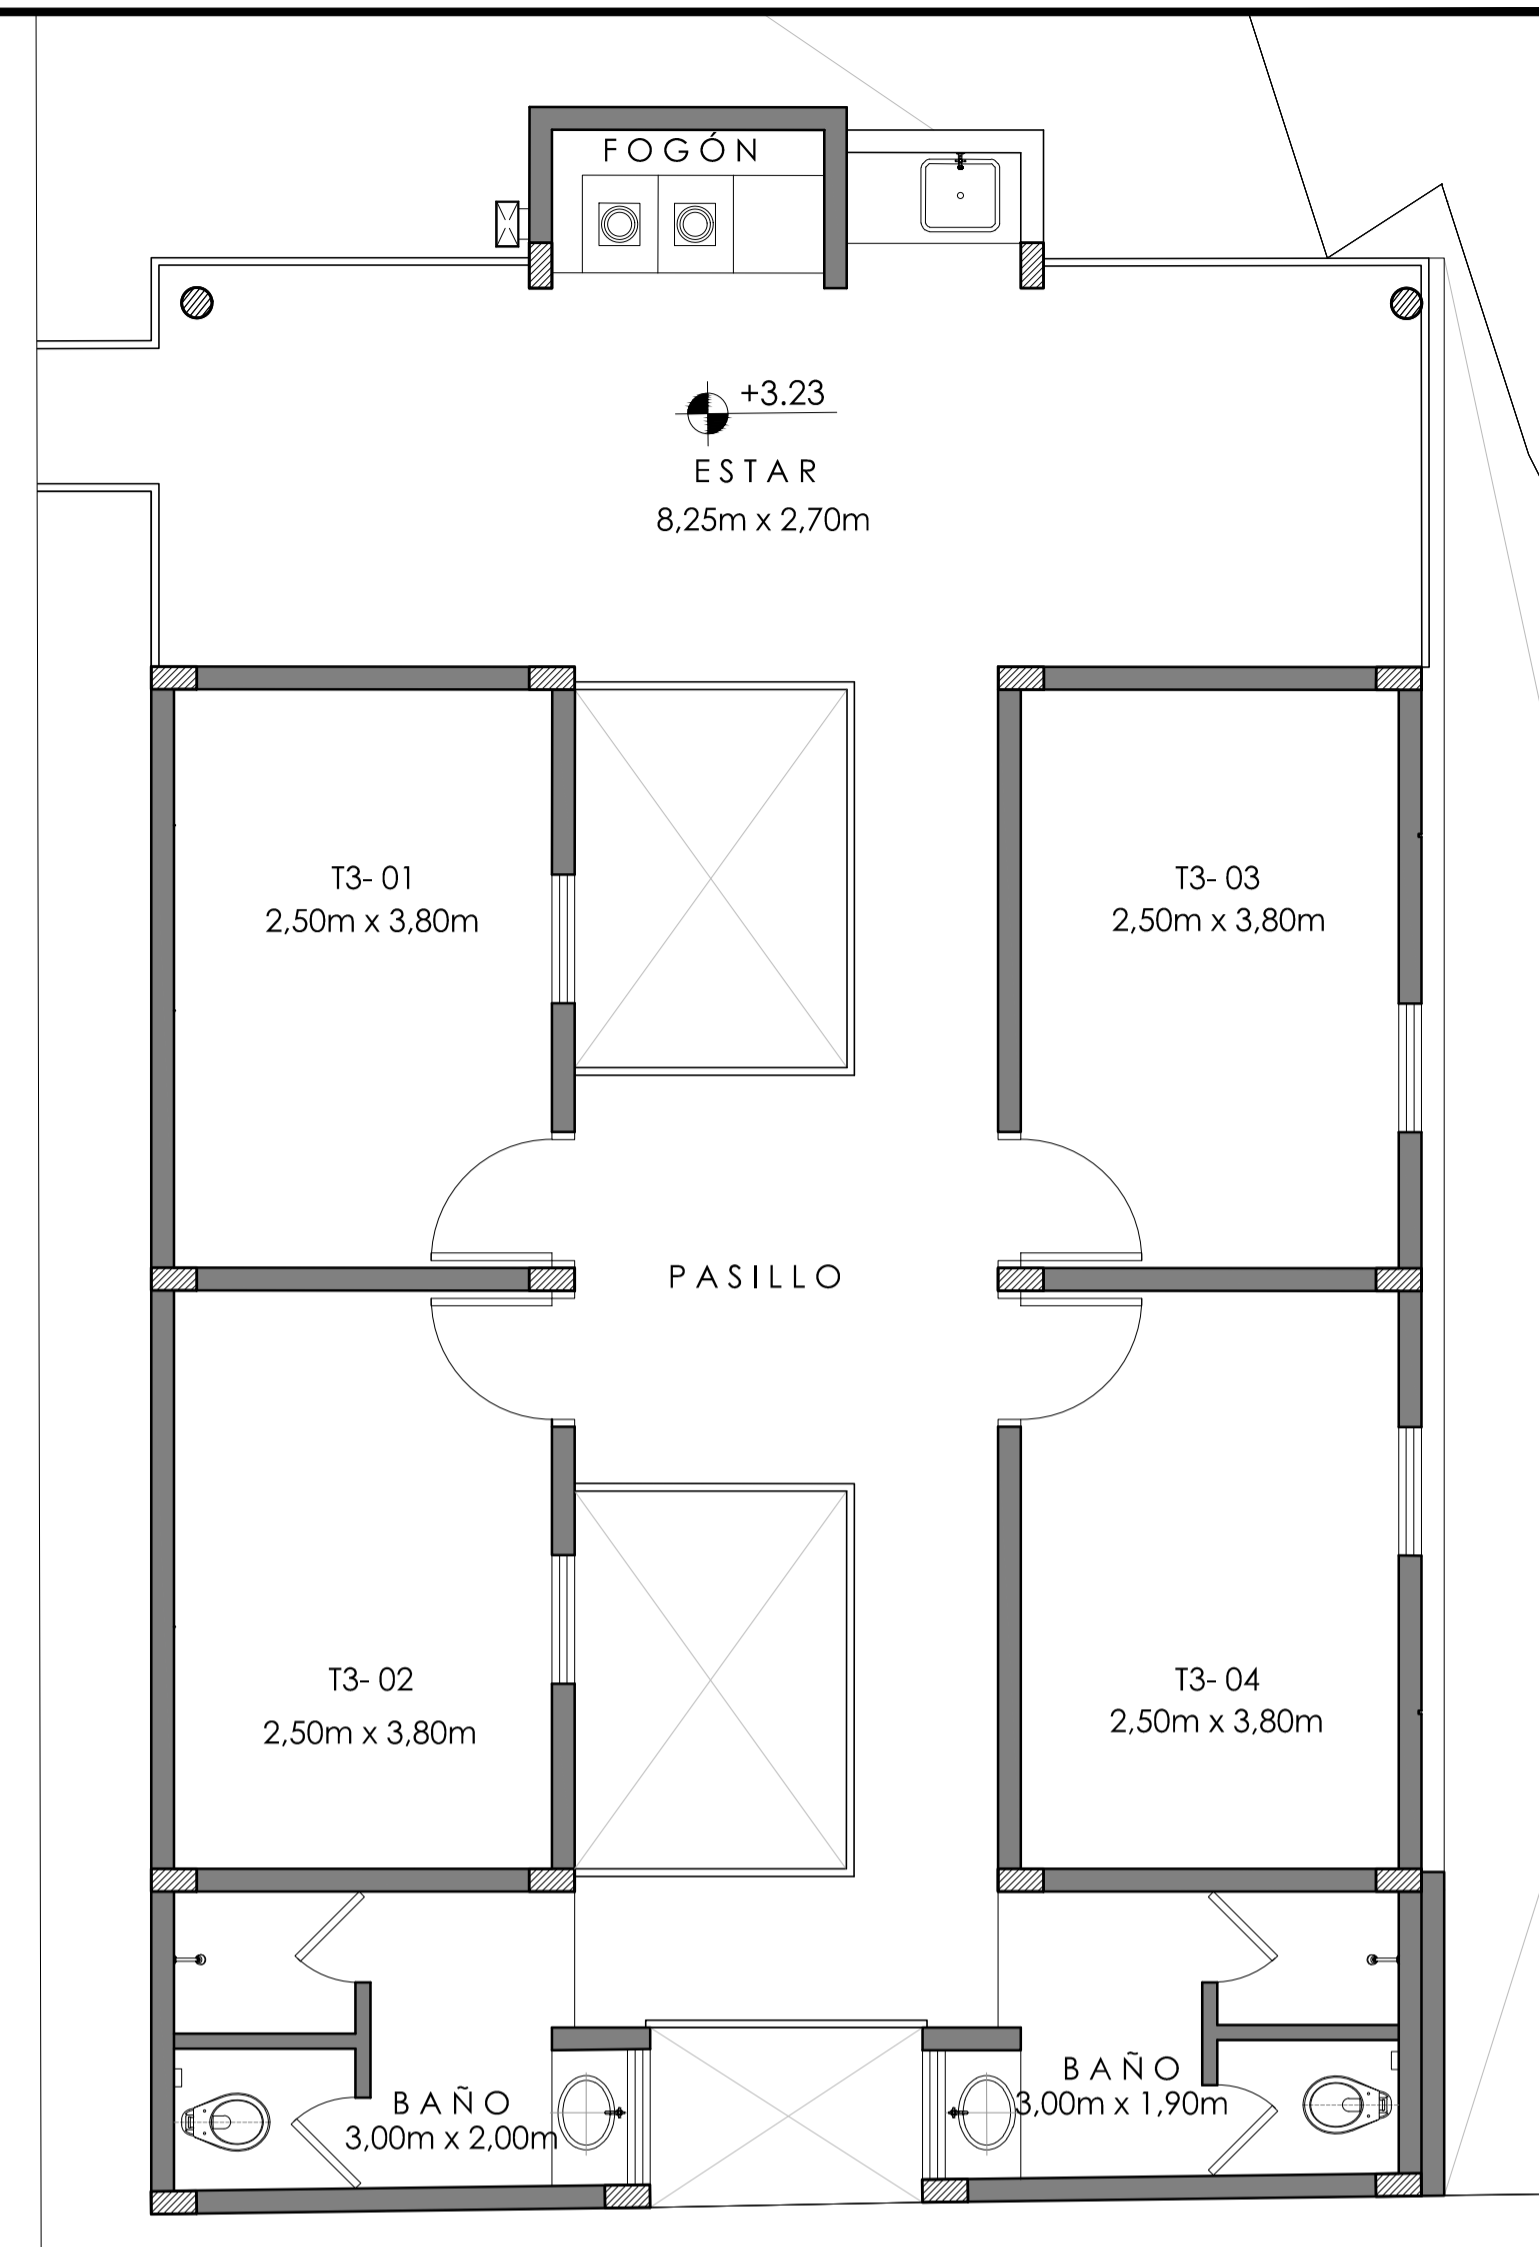 FOGÓN
+3.23
ESTAR
8,25m x 2,70m
T3- 01
2,50m x 3,80m
T3- 03
2,50m x 3,80m
PASILLO
T3- 02
2,50m x 3,80m
T3- 04
2,50m x 3,80m
BAÑO
3,00m x 2,00m
BAÑO
3,00m x 1,90m